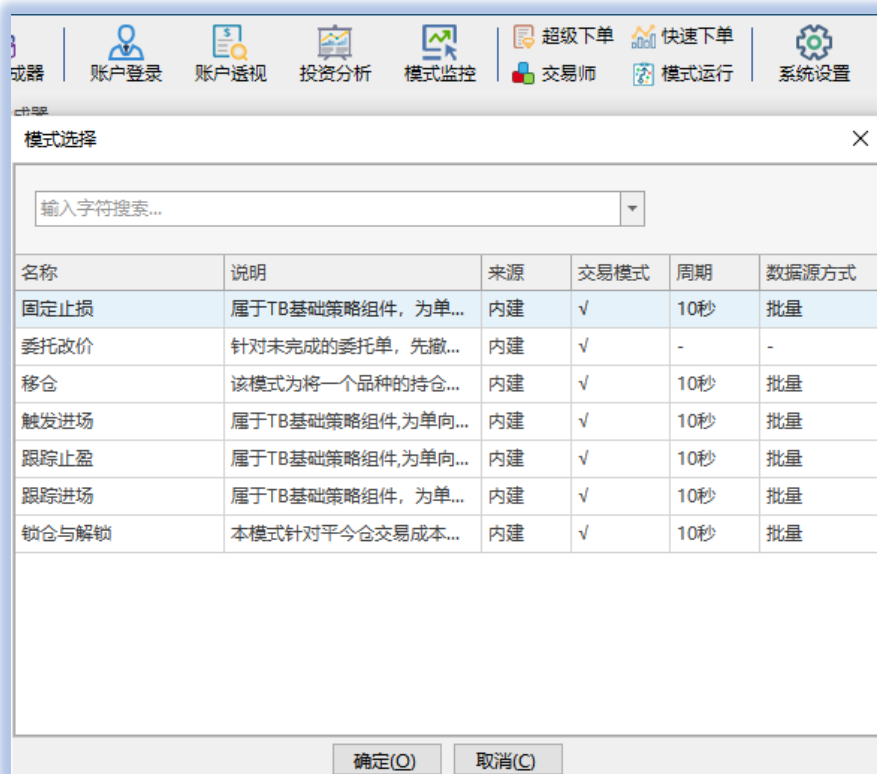 超级下单 快速下单
成器 账户登录 账户透视 投资分析 模式监控 交易师 模式运行 系统设置
成器
模式选择
输入字符搜索...
名称 说明 来源 交易模式 周期 数据源方式
固定止损 属于TB基础策略组件，为单... 内建 √ 10秒 批量
委托改价 针对未完成的委托单，先撤... 内建 √ - -
移仓 该模式为将一个品种的持仓... 内建 √ 10秒 批量
触发进场 属于TB基础策略组件,为单向... 内建 √ 10秒 批量
跟踪止盈 属于TB基础策略组件,为单向... 内建 √ 10秒 批量
跟踪进场 属于TB基础策略组件，为单... 内建 √ 10秒 批量
锁仓与解锁 本模式针对平今仓交易成本... 内建 √ 10秒 批量
确定(O) 取消(C)